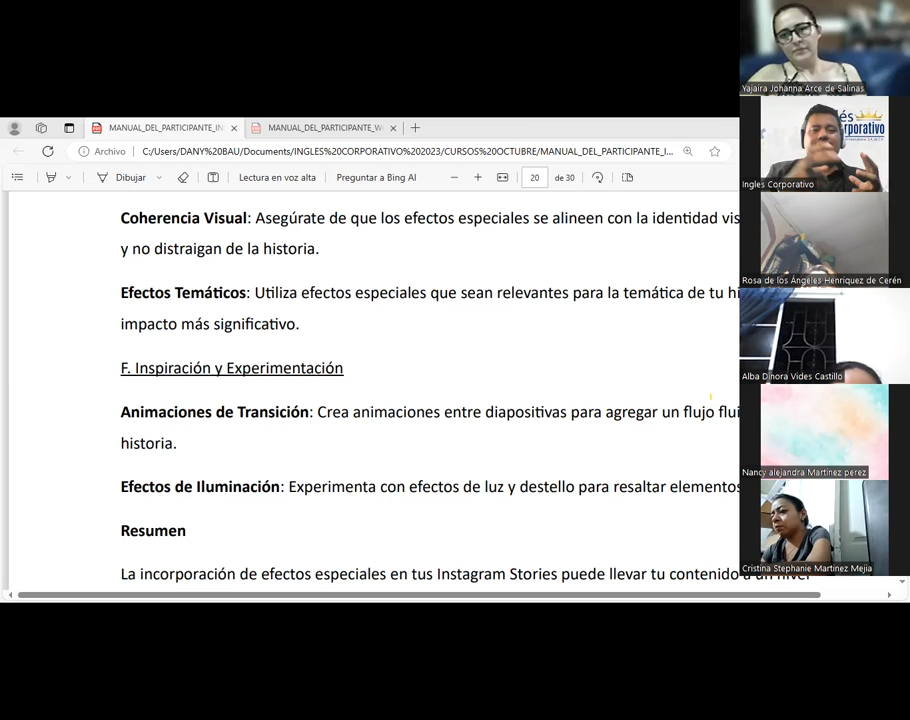 Yajaira Johanna Arce de Salinas
MANUAL_DEL_PARTICIPANTE_IN
MANUAL_DEL_PARTICIPANTE_W
Archivo
C:/Users/DANY%20BAU/Documents/INGLES%20CORPORATIVO%202023/CURSOS%20OCTUBRE/MANUAL_DEL_PARTICIPANTE_I...
Dibujar
Lectura en voz alta
Preguntar a Bing AI
20
de 30
Coherencia Visual: Asegúrate de que los efectos especiales se alineen con la identidad vis
y no distraigan de la historia.
Efectos Temáticos: Utiliza efectos especiales que sean relevantes para la temática de tu hi
impacto más significativo.
F. Inspiración y Experimentación
Animaciones de Transición: Crea animaciones entre diapositivas para agregar un flujo flui
historia.
Efectos de Iluminación: Experimenta con efectos de luz y destello para resaltar elementos
Resumen
La incorporación de efectos especiales en tus Instagram Stories puede llevar tu contenido a un nivel
Ingles Corporativo
Rosa de los Ángeles Henriquez de Cerén
Alba Dinora Vides Castillo
Nancy alejandra Martinez perez
Cristina Stephanie Martinez Mejia